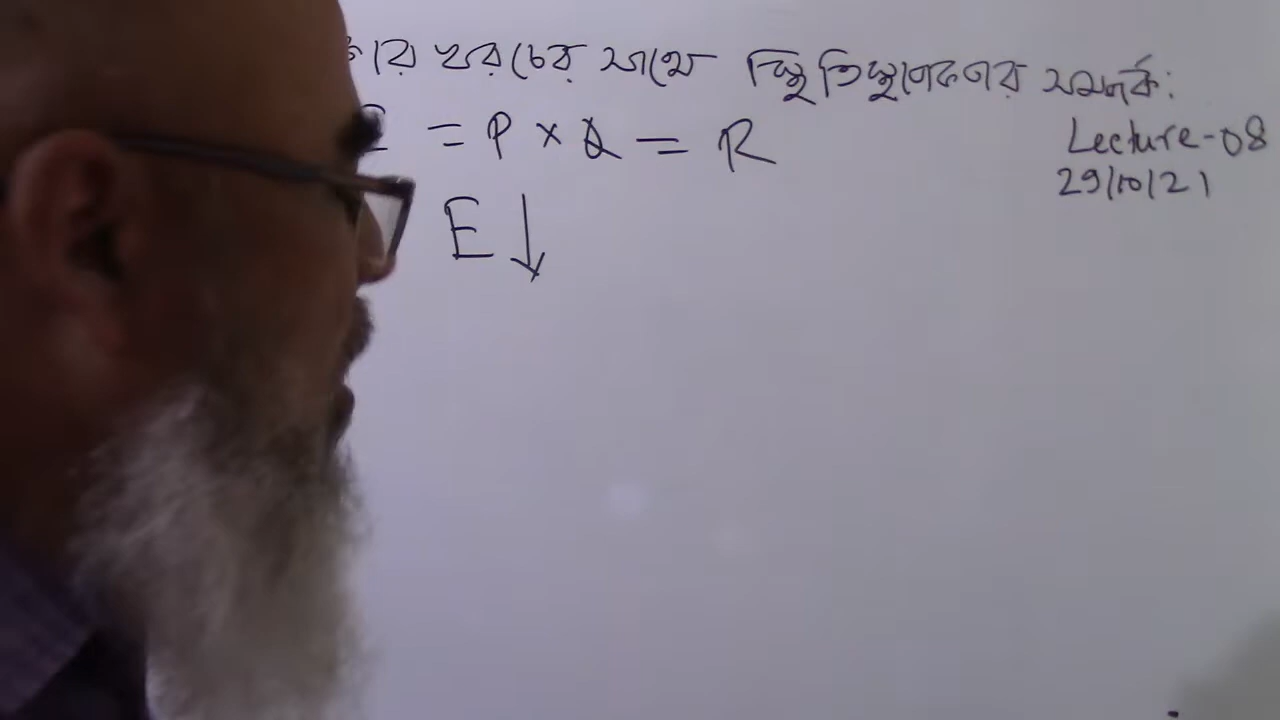 খরচের সাথে স্থিতিস্থাপকতার সম্পর্ক:
= P × Q = R
Lecture-08
29/10/21
E ↓